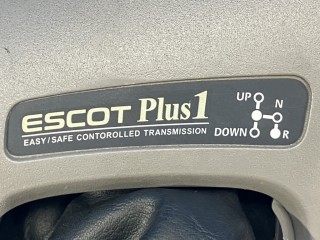 ESCOT Plus1
EASY/SAFE CONTOROLLED TRANSMISSION
UP N
DOWN R